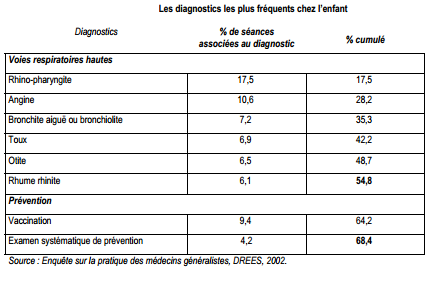 Les diagnostics les plus fréquents chez l'enfant
Diagnostics % de séances associées au diagnostic % cumulé
Voies respiratoires hautes
Rhino-pharyngite 17,5 17,5
Angine 10,6 28,2
Bronchite aiguë ou bronchiolite 7,2 35,3
Toux 6,9 42,2
Otite 6,5 48,7
Rhume rhinite 6,1 54,8
Prévention
Vaccination 9,4 64,2
Examen systématique de prévention 4,2 68,4
Source : Enquête sur la pratique des médecins généralistes, DREES, 2002.